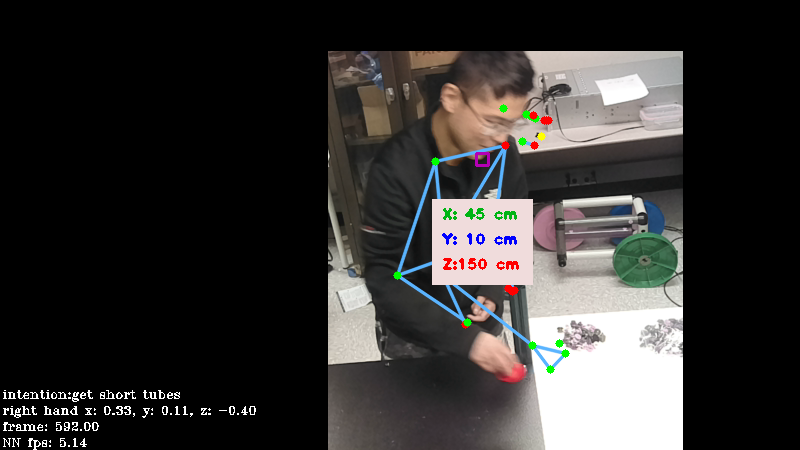 X: 45 cm
Y: 10 cm
Z:150 cm
intention:get short tubes
right hand x: 0.33, y: 0.11, z: -0.40
frame: 592.00
NN fps: 5.14